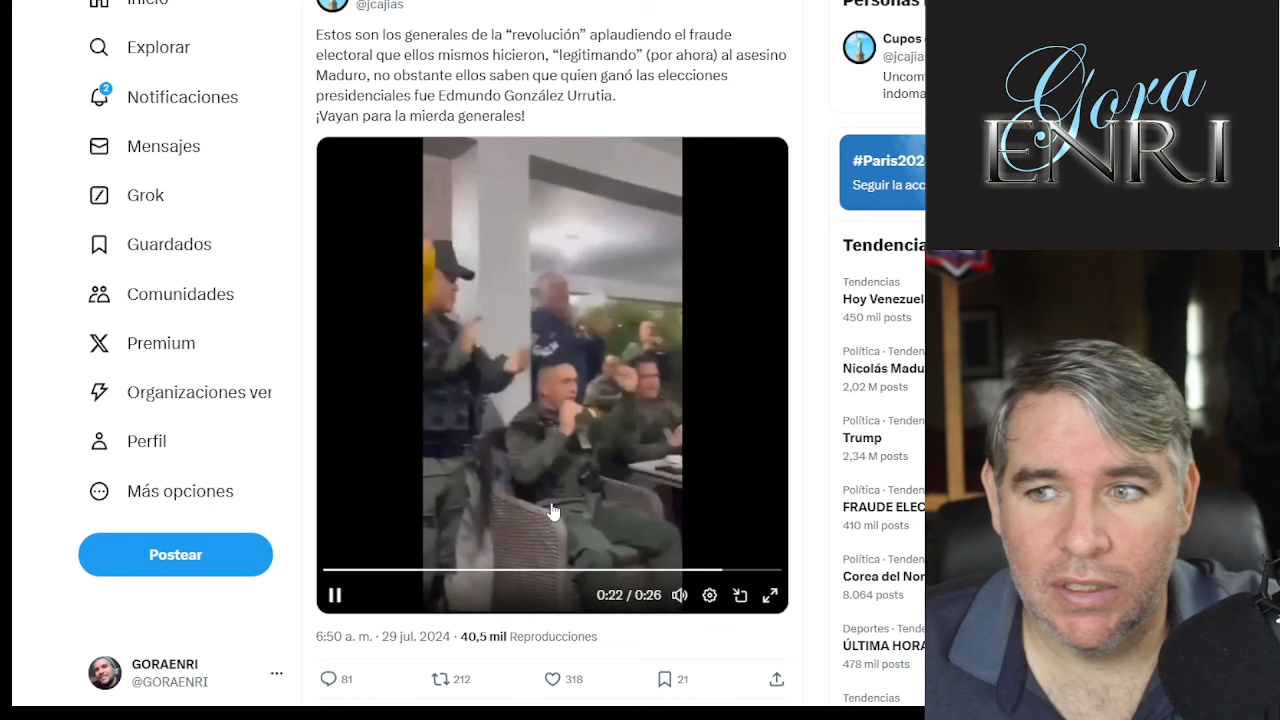 Inicio
Explorar
2
Notificaciones
Mensajes
Grok
Guardados
Comunidades
Premium
Organizaciones ver
Perfil
Más opciones
Postear
GORAENRI
@GORAENRI
@jcajias
Estos son los generales de la “revolución” aplaudiendo el fraude
electoral que ellos mismos hicieron, “legitimando” (por ahora) al asesino
Maduro, no obstante ellos saben que quien ganó las elecciones
presidenciales fue Edmundo González Urrutia.
¡Vayan para la mierda generales!
0:22 / 0:26
6:50 a. m. · 29 jul. 2024 · 40,5 mil Reproducciones
81
212
318
21
Personas
Cupos
@jcajias
Uncom
indoma
#Paris202
Seguir la acc
Tendencia
Tendencias
Hoy Venezuel
450 mil posts
Política · Tenden
Nicolás Madu
2,02 M posts
Política · Tenden
Trump
2,34 M posts
Política · Tenden
FRAUDE ELEC
410 mil posts
Política · Tenden
Corea del Nor
8.064 posts
Deportes · Tende
ÚLTIMA HORA
478 mil posts
Tendencias
Gora
ENRI